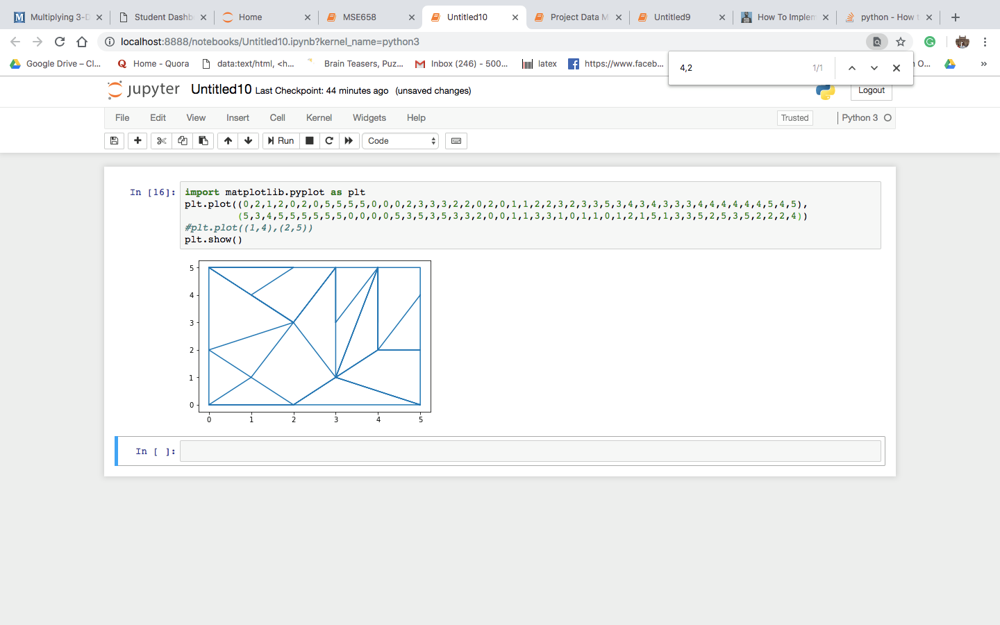 Multiplying 3-D
Student Dashb
Home
MSE658
Untitled10
Project Data M
Untitled9
How To Implem
python - How t
localhost:8888/notebooks/Untitled10.ipynb?kernel_name=python3
Google Drive – Cl...
Home - Quora
data:text/html, <h...
Brain Teasers, Puz...
Inbox (246) - 500...
latex
https://www.faceb...
O...
»
4,2
1/1
jupyter Untitled10 Last Checkpoint: 44 minutes ago (unsaved changes)
Logout
File Edit View Insert Cell Kernel Widgets Help
Trusted
Python 3
Run
Code
In [16]:
import matplotlib.pyplot as plt
plt.plot((0,2,1,2,0,2,0,5,5,5,5,0,0,0,2,3,3,3,2,2,0,2,0,1,1,2,2,3,2,3,3,5,3,4,3,4,3,3,3,4,4,4,4,4,4,5,4,5),
(5,3,4,5,5,5,5,5,5,0,0,0,0,5,3,5,3,5,3,3,2,0,0,1,1,3,3,1,0,1,1,0,1,2,1,5,1,3,3,5,2,5,3,5,2,2,2,4))
#plt.plot((1,4),(2,5))
plt.show()
5
4
3
2
1
0
0 1 2 3 4 5
In [ ]: